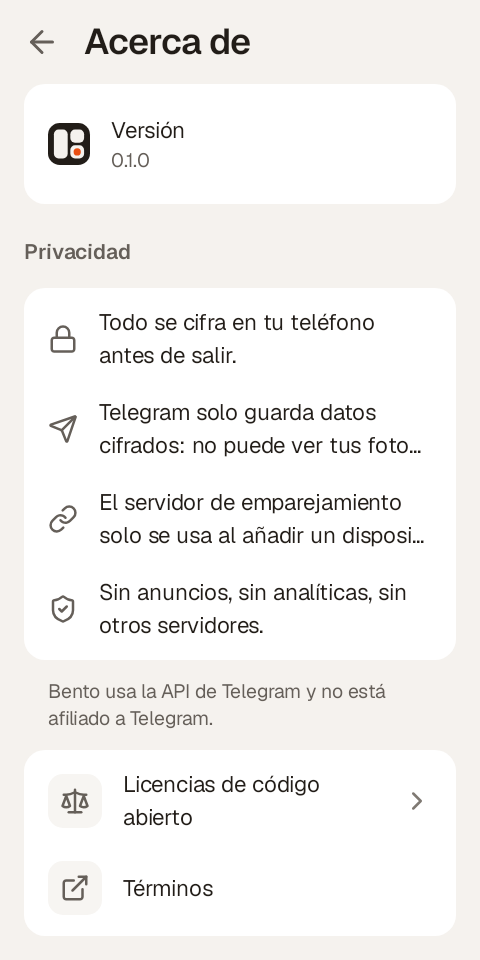 Acerca de
Versión
0.1.0
Privacidad
Todo se cifra en tu teléfono
antes de salir.
Telegram solo guarda datos
cifrados: no puede ver tus foto...
El servidor de emparejamiento
solo se usa al añadir un disposi...
Sin anuncios, sin analíticas, sin
otros servidores.
Bento usa la API de Telegram y no está
afiliado a Telegram.
Licencias de código
abierto
Términos